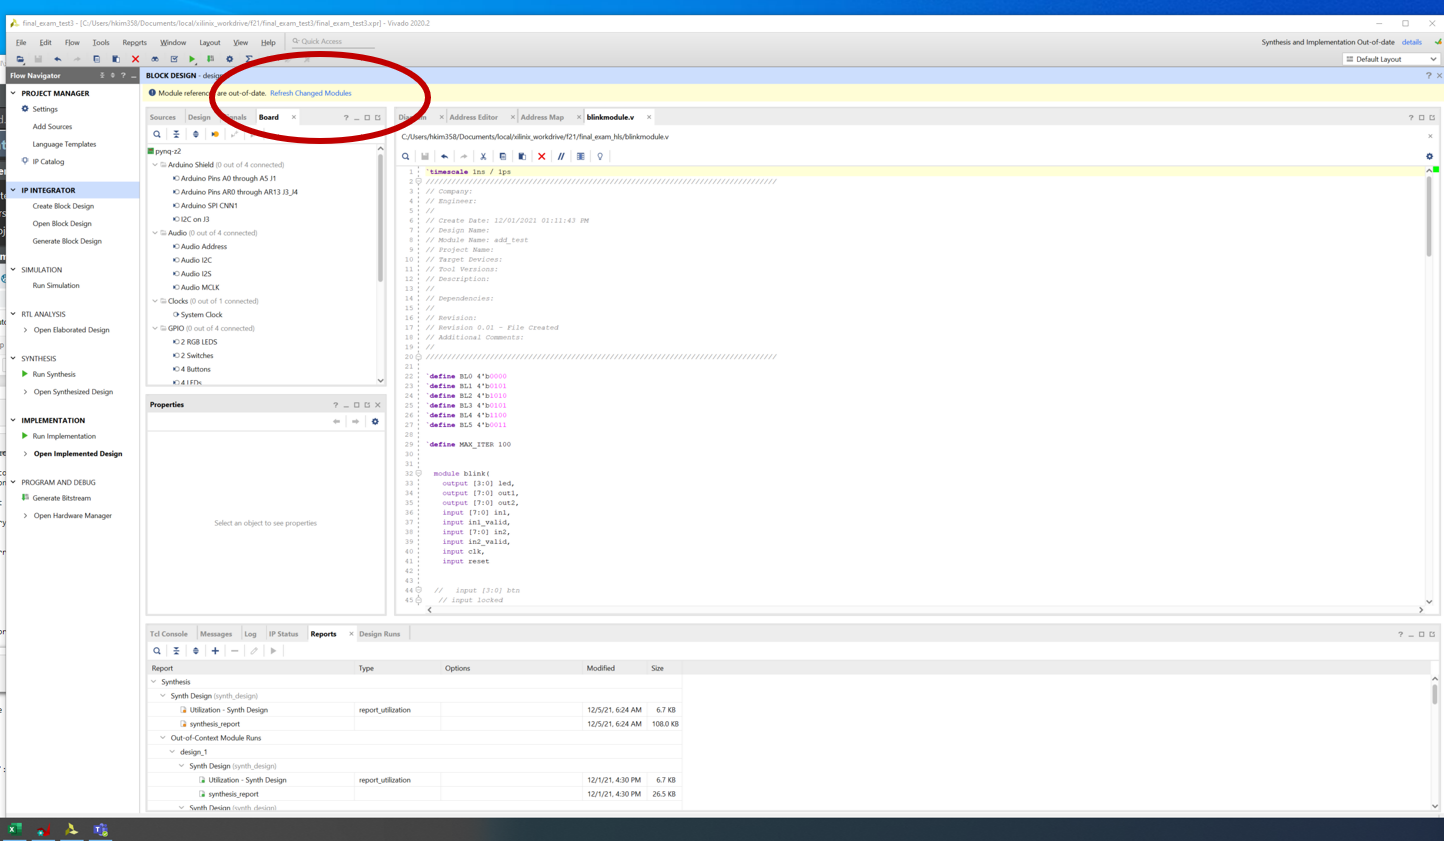 final_exam_test3 - [C:/Users/hkim358/Documents/local/xilinix_workdrive/f21/final_exam_test3/final_exam_test3.xpr] - Vivado 2020.2
File Edit Flow Tools Reports Window Layout View Help Quick Access
Synthesis and Implementation Out-of-date details
Default Layout
Flow Navigator
PROJECT MANAGER
Settings
Add Sources
Language Templates
IP Catalog
IP INTEGRATOR
Create Block Design
Open Block Design
Generate Block Design
SIMULATION
Run Simulation
RTL ANALYSIS
Open Elaborated Design
SYNTHESIS
Run Synthesis
Open Synthesized Design
IMPLEMENTATION
Run Implementation
Open Implemented Design
PROGRAM AND DEBUG
Generate Bitstream
Open Hardware Manager
BLOCK DESIGN - design
Module referenc are out-of-date. Refresh Changed Modules
Sources Design gnals Board
pynq-z2
Arduino Shield (0 out of 4 connected)
Arduino Pins A0 through A5 J1
Arduino Pins AR0 through AR13 J3_J4
Arduino SPI CNN1
I2C on J3
Audio (0 out of 4 connected)
Audio Address
Audio I2C
Audio I2S
Audio MCLK
Clocks (0 out of 1 connected)
System Clock
GPIO (0 out of 4 connected)
2 RGB LEDS
2 Switches
4 Buttons
4 LEDs
Properties
Select an object to see properties
Diagram Address Editor Address Map blinkmodule.v
C:/Users/hkim358/Documents/local/xilinix_workdrive/f21/final_exam_hls/blinkmodule.v
1 `timescale 1ns / 1ps
2 //////////////////////////////////////////////////////////////////////////////////
3 // Company:
4 // Engineer:
5 //
6 // Create Date: 12/01/2021 01:11:43 PM
7 // Design Name:
8 // Module Name: add_test
9 // Project Name:
10 // Target Devices:
11 // Tool Versions:
12 // Description:
13 //
14 // Dependencies:
15 //
16 // Revision:
17 // Revision 0.01 - File Created
18 // Additional Comments:
19 //
20 //////////////////////////////////////////////////////////////////////////////////
21
22 `define BL0 4'b0000
23 `define BL1 4'b0101
24 `define BL2 4'b1010
25 `define BL3 4'b0101
26 `define BL4 4'b1100
27 `define BL5 4'b0011
28
29 `define MAX_ITER 100
30
31
32 module blink(
33 output [3:0] led,
34 output [7:0] out1,
35 output [7:0] out2,
36 input [7:0] in1,
37 input in1_valid,
38 input [7:0] in2,
39 input in2_valid,
40 input clk,
41 input reset
42
43
44 // input [3:0] btn
45 // input locked
Tcl Console Messages Log IP Status Reports Design Runs
Report Type Options Modified Size
Synthesis
Synth Design (synth_design)
Utilization - Synth Design report_utilization 12/5/21, 6:24 AM 6.7 KB
synthesis_report 12/5/21, 6:24 AM 108.0 KB
Out-of-Context Module Runs
design_1
Synth Design (synth_design)
Utilization - Synth Design report_utilization 12/1/21, 4:30 PM 6.7 KB
synthesis_report 12/1/21, 4:30 PM 26.5 KB
Synth Design (synth_design)